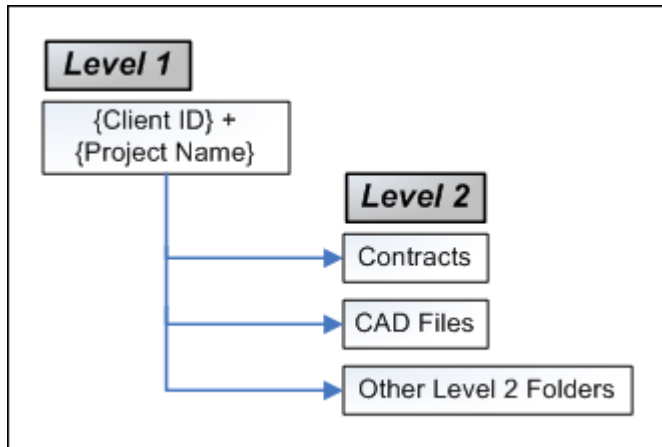 Level 1
{Client ID} +
{Project Name}
Level 2
Contracts
CAD Files
Other Level 2 Folders